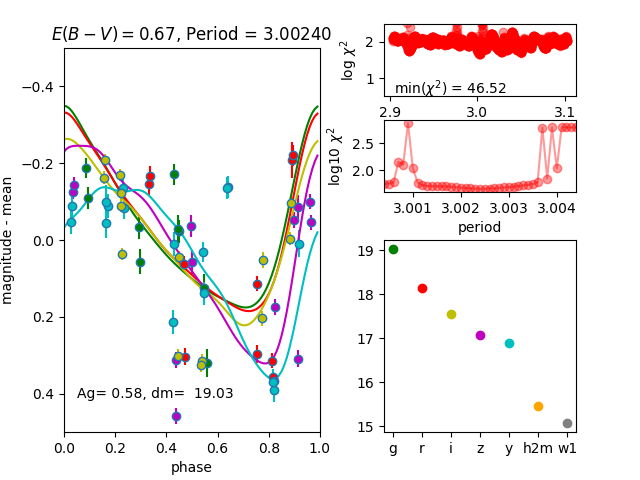 E(B − V) = 0.67, Period = 3.00240
magnitude - mean
−0.4
−0.2
0.0
0.2
0.4
Ag= 0.58, dm=  19.03
0.0 0.2 0.4 0.6 0.8 1.0
phase
log χ²
2
1
min(χ²) = 46.52
2.9 3.0 3.1
log10 χ²
2.5
2.0
3.001 3.002 3.003 3.004
period
19
18
17
16
15
g r i z y h2m w1